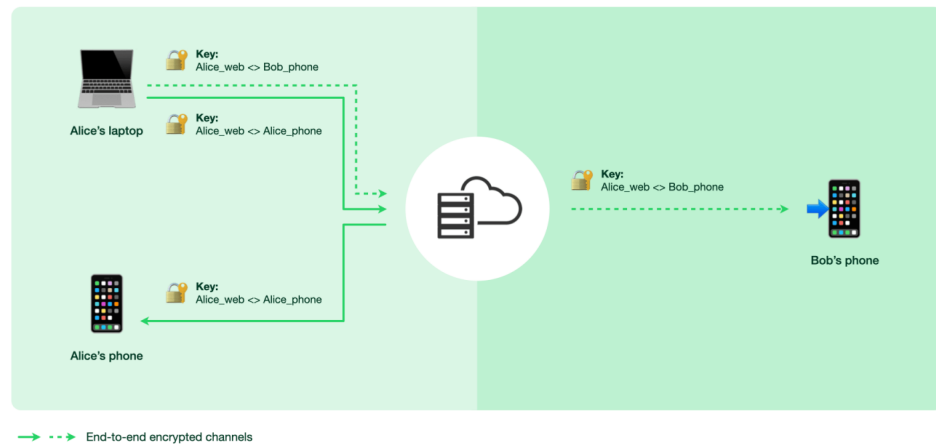 Key:
Alice_web <> Bob_phone
Alice's laptop
Key:
Alice_web <> Alice_phone
Key:
Alice_web <> Bob_phone
Bob's phone
Key:
Alice_web <> Alice_phone
Alice's phone
End-to-end encrypted channels